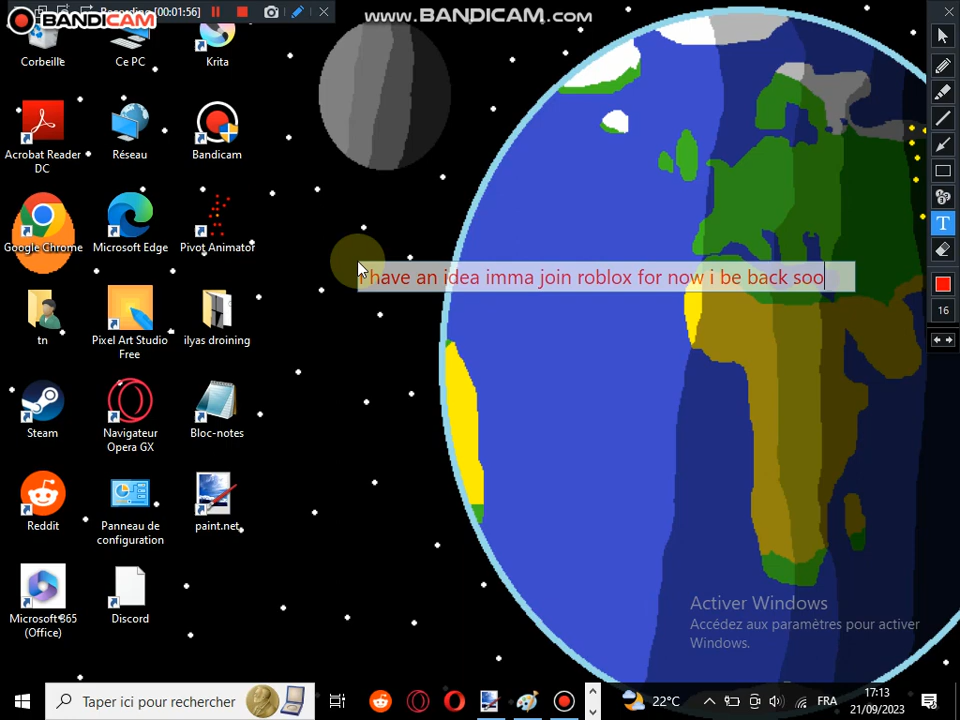 BANDICAM
Recording [00:01:56]
www.BANDICAM.com
Corbeille
Ce PC
Krita
Acrobat Reader
DC
Réseau
Bandicam
Google Chrome
Microsoft Edge
Pivot Animator
tn
Pixel Art Studio
Free
ilyas droining
Steam
Navigateur
Opera GX
Bloc-notes
Reddit
Panneau de
configuration
paint.net
Microsoft 365
(Office)
Discord
I have an idea imma join roblox for now i be back soo
T
16
Activer Windows
Accédez aux paramètres pour activer
Windows.
Taper ici pour rechercher
22°C
FRA
17:13
21/09/2023